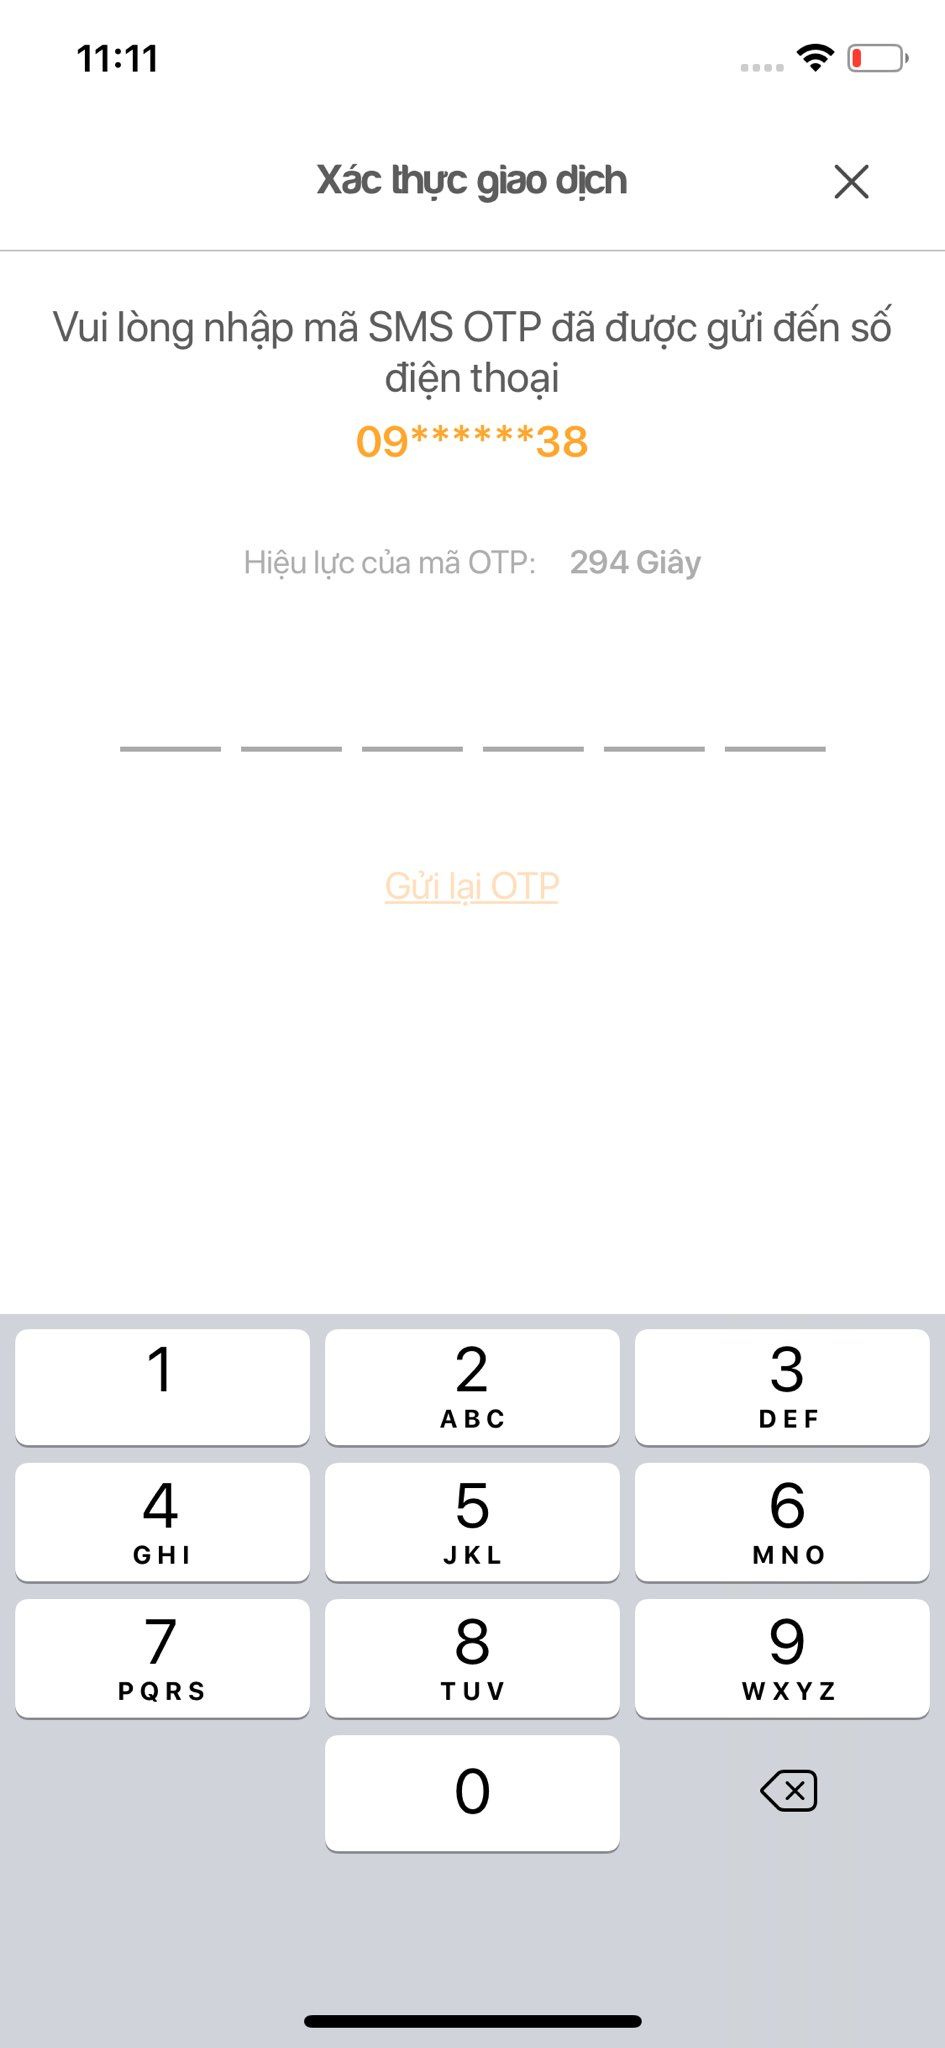 11:11
Xác thực giao dịch
Vui lòng nhập mã SMS OTP đã được gửi đến số
điện thoại
09******38
Hiệu lực của mã OTP: 294 Giây
Gửi lại OTP
1 2 3
ABC DEF
4 5 6
GHI JKL MNO
7 8 9
PQRS TUV WXYZ
0